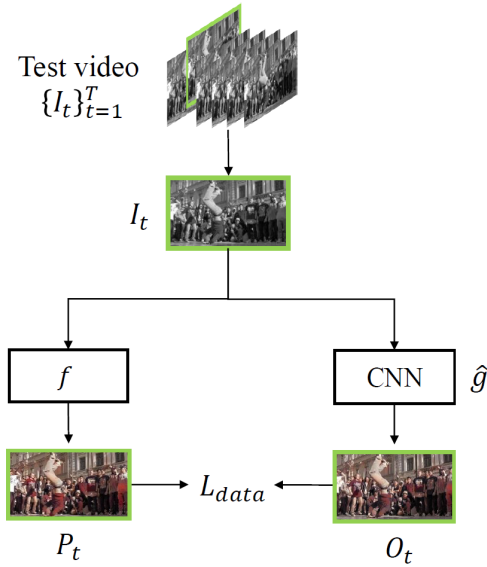 Test video
{I_t}_{t=1}^T
I_t
f
CNN
ĝ
L_data
P_t
O_t